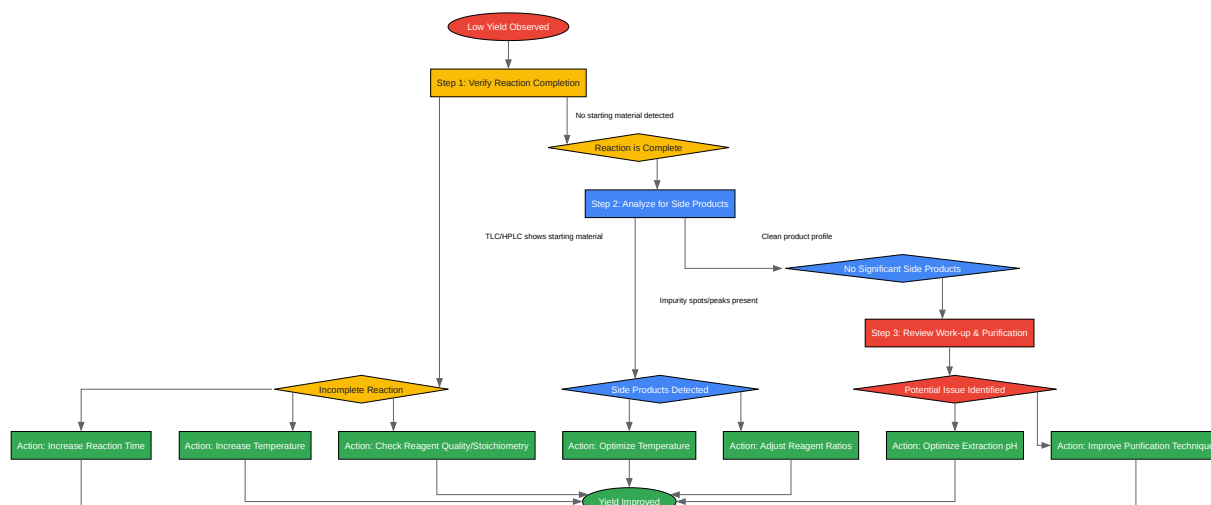 Low Yield Observed
Step 1: Verify Reaction Completion
No starting material detected
Reaction is Complete
Step 2: Analyze for Side Products
TLC/HPLC shows starting material
Clean product profile
No Significant Side Products
Impurity spots/peaks present
Step 3: Review Work-up & Purification
Incomplete Reaction
Side Products Detected
Potential Issue Identified
Action: Increase Reaction Time
Action: Increase Temperature
Action: Check Reagent Quality/Stoichiometry
Action: Optimize Temperature
Action: Adjust Reagent Ratios
Action: Optimize Extraction pH
Action: Improve Purification Technique
Yield Improved